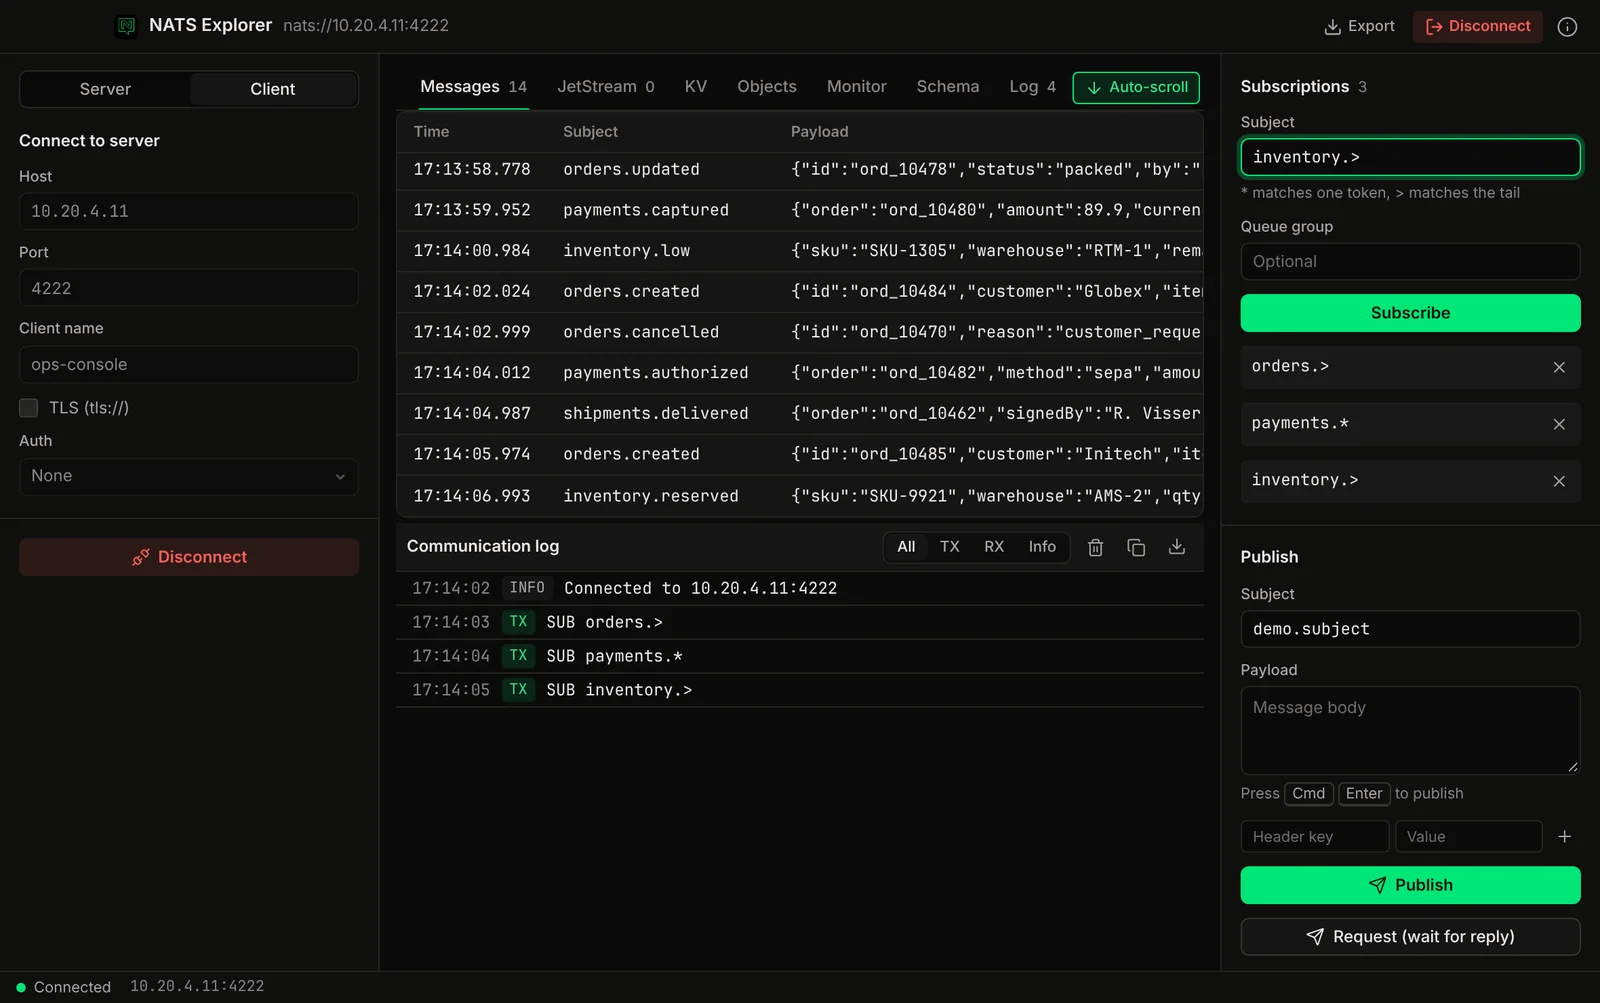 NATS Explorer nats://10.20.4.11:4222
Export Disconnect
Server Client
Connect to server
Host
10.20.4.11
Port
4222
Client name
ops-console
TLS (tls://)
Auth
None
Disconnect
Messages 14 JetStream 0 KV Objects Monitor Schema Log 4 Auto-scroll
Time Subject Payload
17:13:58.778 orders.updated {"id":"ord_10478","status":"packed","by":"
17:13:59.952 payments.captured {"order":"ord_10480","amount":89.9,"curren
17:14:00.984 inventory.low {"sku":"SKU-1305","warehouse":"RTM-1","rem
17:14:02.024 orders.created {"id":"ord_10484","customer":"Globex","ite
17:14:02.999 orders.cancelled {"id":"ord_10470","reason":"customer_reque
17:14:04.012 payments.authorized {"order":"ord_10482","method":"sepa","amou
17:14:04.987 shipments.delivered {"order":"ord_10462","signedBy":"R. Visser
17:14:05.974 orders.created {"id":"ord_10485","customer":"Initech","it
17:14:06.993 inventory.reserved {"sku":"SKU-9921","warehouse":"AMS-2","qty
Communication log All TX RX Info
17:14:02 INFO Connected to 10.20.4.11:4222
17:14:03 TX SUB orders.>
17:14:04 TX SUB payments.*
17:14:05 TX SUB inventory.>
Subscriptions 3
Subject
inventory.>
* matches one token, > matches the tail
Queue group
Optional
Subscribe
orders.>
payments.*
inventory.>
Publish
Subject
demo.subject
Payload
Message body
Press Cmd Enter to publish
Header key Value
Publish
Request (wait for reply)
Connected 10.20.4.11:4222